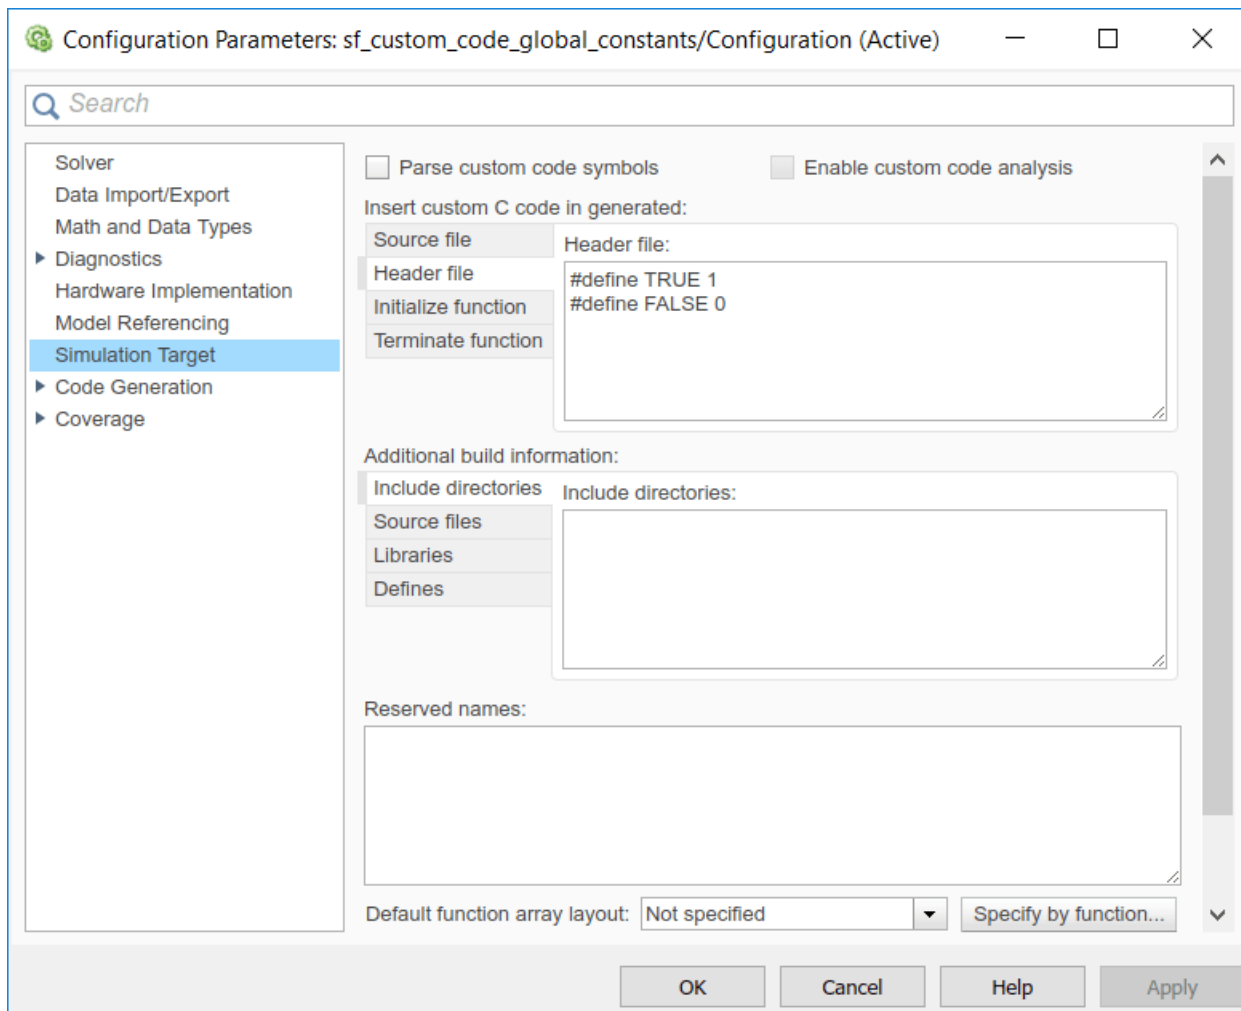 Configuration Parameters: sf_custom_code_global_constants/Configuration (Active)
Search
Solver
Data Import/Export
Math and Data Types
Diagnostics
Hardware Implementation
Model Referencing
Simulation Target
Code Generation
Coverage
Parse custom code symbols
Enable custom code analysis
Insert custom C code in generated:
Source file
Header file
Initialize function
Terminate function
Header file:
#define TRUE 1
#define FALSE 0
Additional build information:
Include directories
Source files
Libraries
Defines
Include directories:
Reserved names:
Default function array layout: Not specified Specify by function...
OK Cancel Help Apply